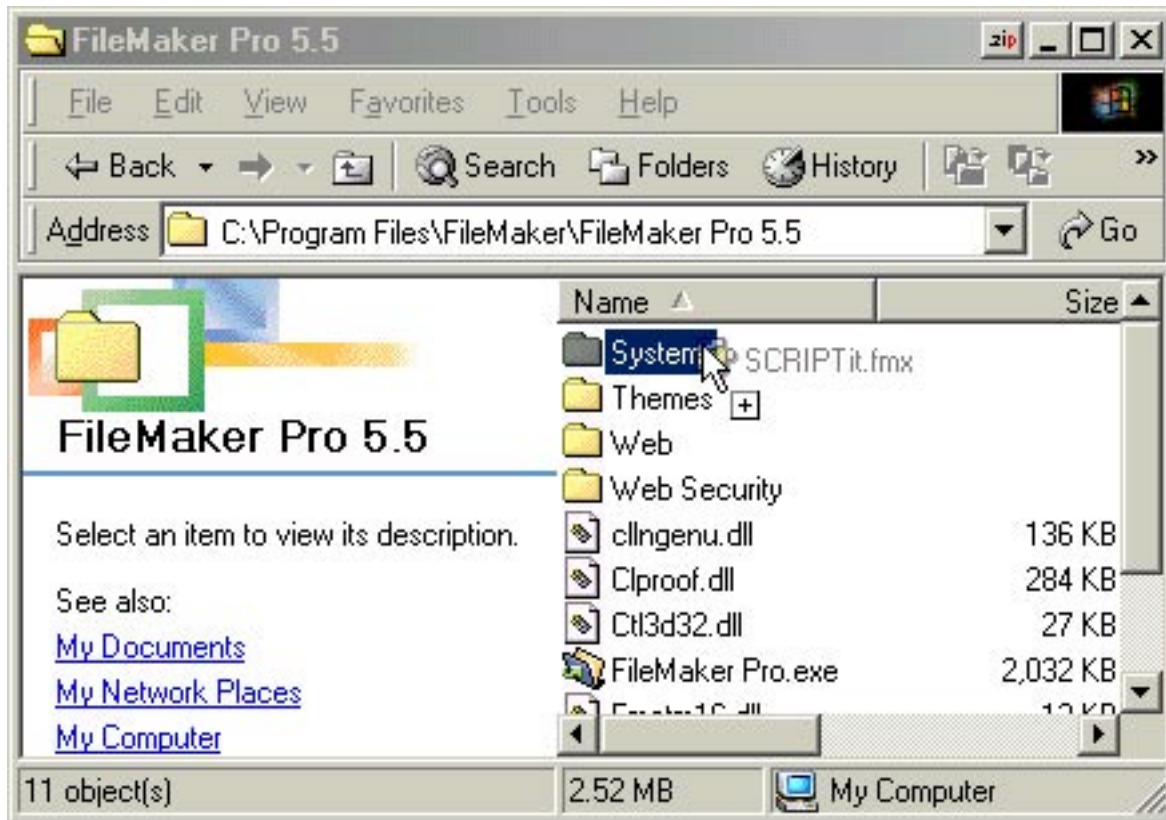 FileMaker Pro 5.5
zip
File Edit View Favorites Tools Help
Back Search Folders History »
Address C:\Program Files\FileMaker\FileMaker Pro 5.5 Go
Name Size
System SCRIPTit.fmx
Themes
Web
Web Security
clIngenu.dll 136 KB
Clproof.dll 284 KB
Ctl3d32.dll 27 KB
FileMaker Pro.exe 2,032 KB
FileMaker Pro 5.5
Select an item to view its description.
See also:
My Documents
My Network Places
My Computer
11 object(s) 2.52 MB My Computer